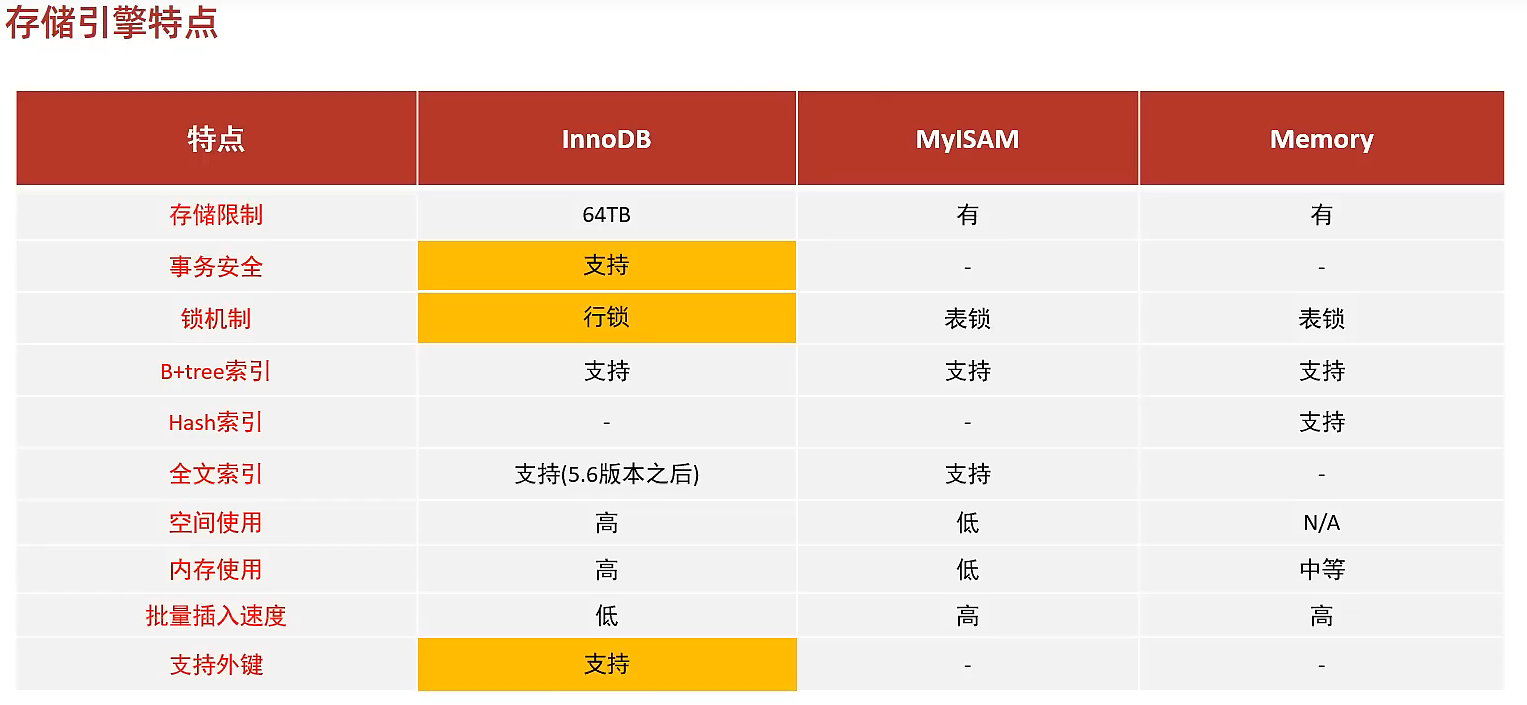 存储引擎特点
特点 InnoDB MyISAM Memory
存储限制 64TB 有 有
事务安全 支持 - -
锁机制 行锁 表锁 表锁
B+tree索引 支持 支持 支持
Hash索引 - - 支持
全文索引 支持(5.6版本之后) 支持 -
空间使用 高 低 N/A
内存使用 高 低 中等
批量插入速度 低 高 高
支持外键 支持 - -